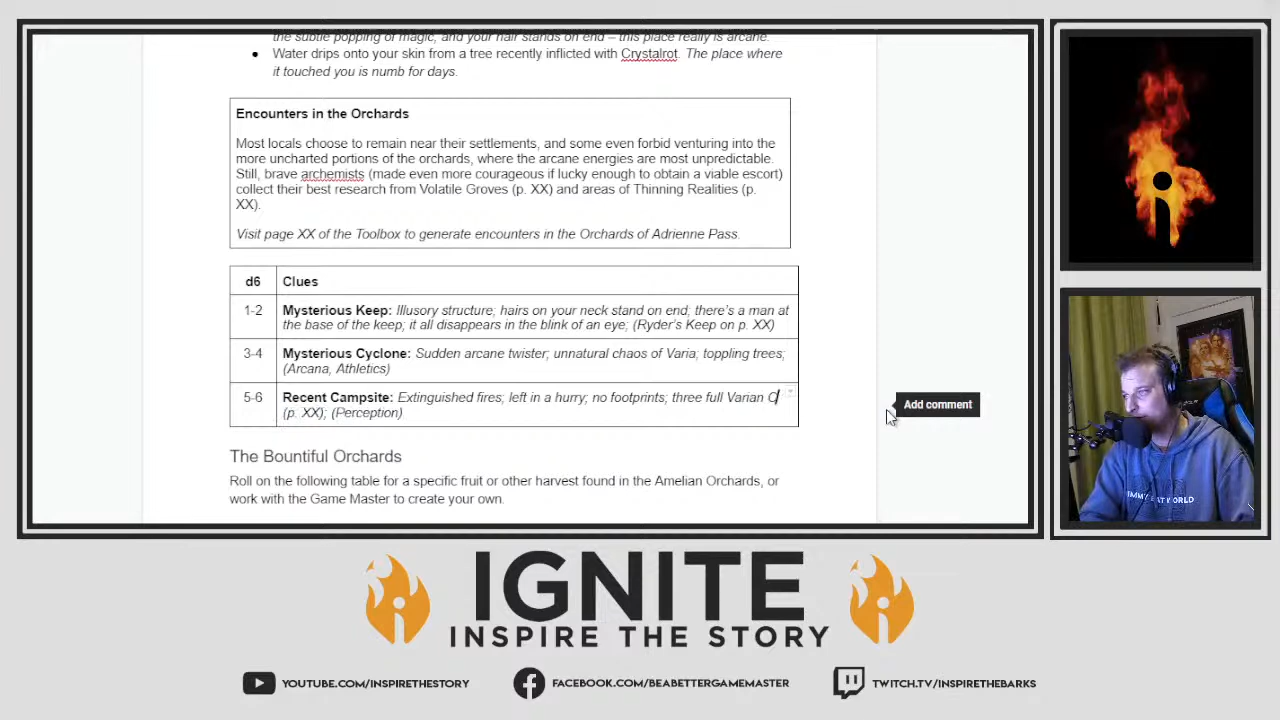 the subtle popping of magic, and your hair stands on end – this place really is arcane.
● Water drips onto your skin from a tree recently inflicted with Crystalrot. The place where
it touched you is numb for days.
Encounters in the Orchards
Most locals choose to remain near their settlements, and some even forbid venturing into the
more uncharted portions of the orchards, where the arcane energies are most unpredictable.
Still, brave archemists (made even more courageous if lucky enough to obtain a viable escort)
collect their best research from Volatile Groves (p. XX) and areas of Thinning Realities (p.
XX).
Visit page XX of the Toolbox to generate encounters in the Orchards of Adrienne Pass.
d6 Clues
1-2 Mysterious Keep: Illusory structure; hairs on your neck stand on end; there's a man at
the base of the keep; it all disappears in the blink of an eye; (Ryder's Keep on p. XX)
3-4 Mysterious Cyclone: Sudden arcane twister; unnatural chaos of Varia; toppling trees;
(Arcana, Athletics)
5-6 Recent Campsite: Extinguished fires; left in a hurry; no footprints; three full Varian C
(p. XX); (Perception)
Add comment
The Bountiful Orchards
Roll on the following table for a specific fruit or other harvest found in the Amelian Orchards, or
work with the Game Master to create your own.
IGNITE
INSPIRE THE STORY
YOUTUBE.COM/INSPIRETHESTORY
FACEBOOK.COM/BEABETTERGAMEMASTER
TWITCH.TV/INSPIRETHEBARKS